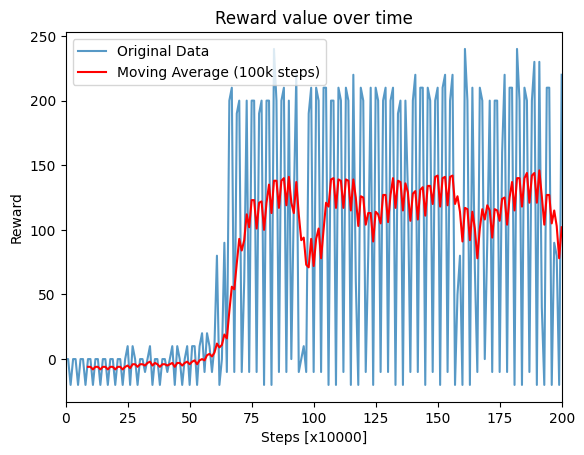 Reward value over time
Original Data
Moving Average (100k steps)
Reward
250
200
150
100
50
0
0 25 50 75 100 125 150 175 200
Steps [x10000]